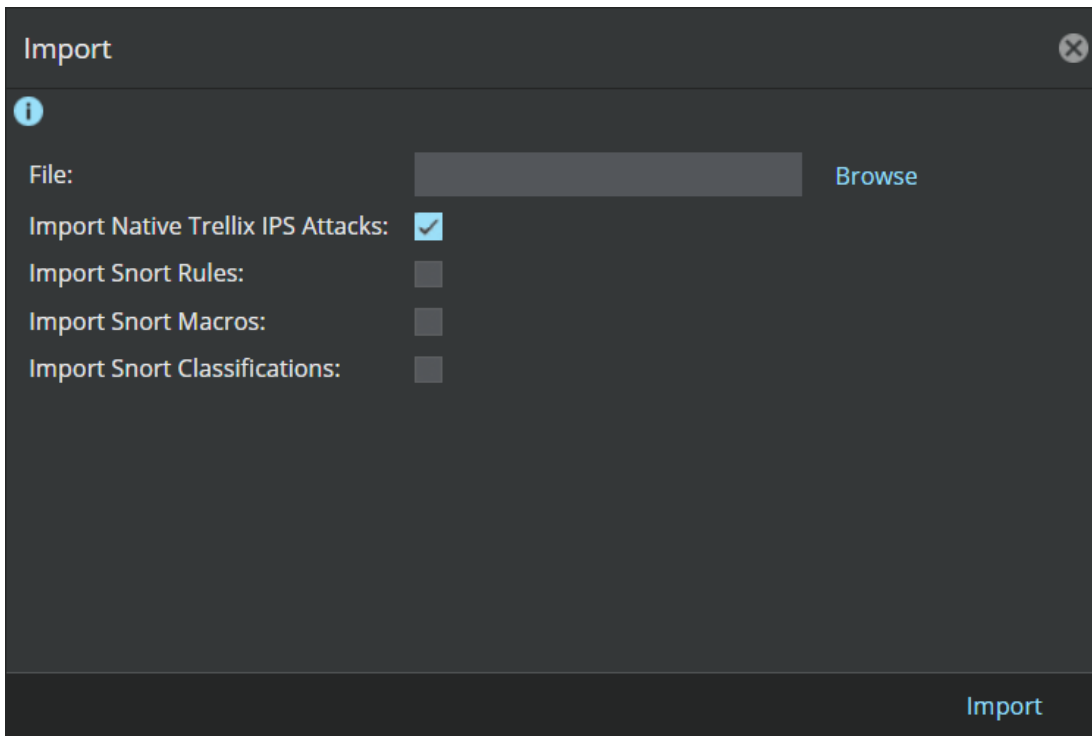 Import
File:
Browse
Import Native Trellix IPS Attacks:
Import Snort Rules:
Import Snort Macros:
Import Snort Classifications:
Import